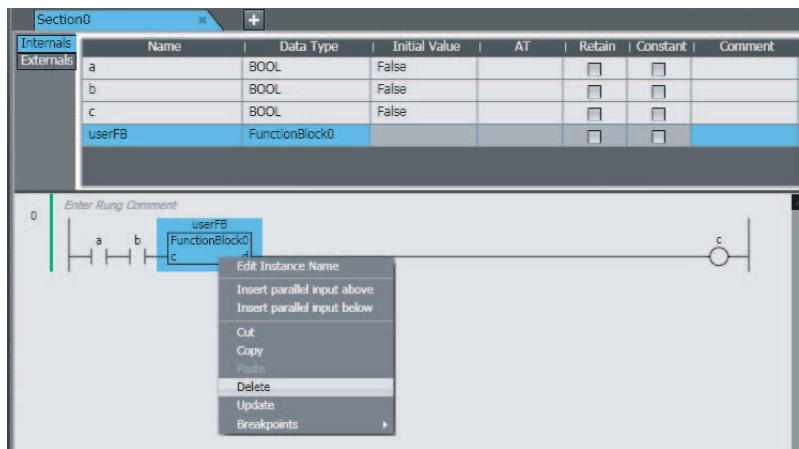 Section0 × +
Internals Name Data Type Initial Value AT Retain Constant Comment
Externals
a BOOL False
b BOOL False
c BOOL False
userFB FunctionBlock0
0 Enter Rung Comment
userFB
a b FunctionBlock0 c
c d
Edit Instance Name
Insert parallel input above
Insert parallel input below
Cut
Copy
Paste
Delete
Update
Breakpoints